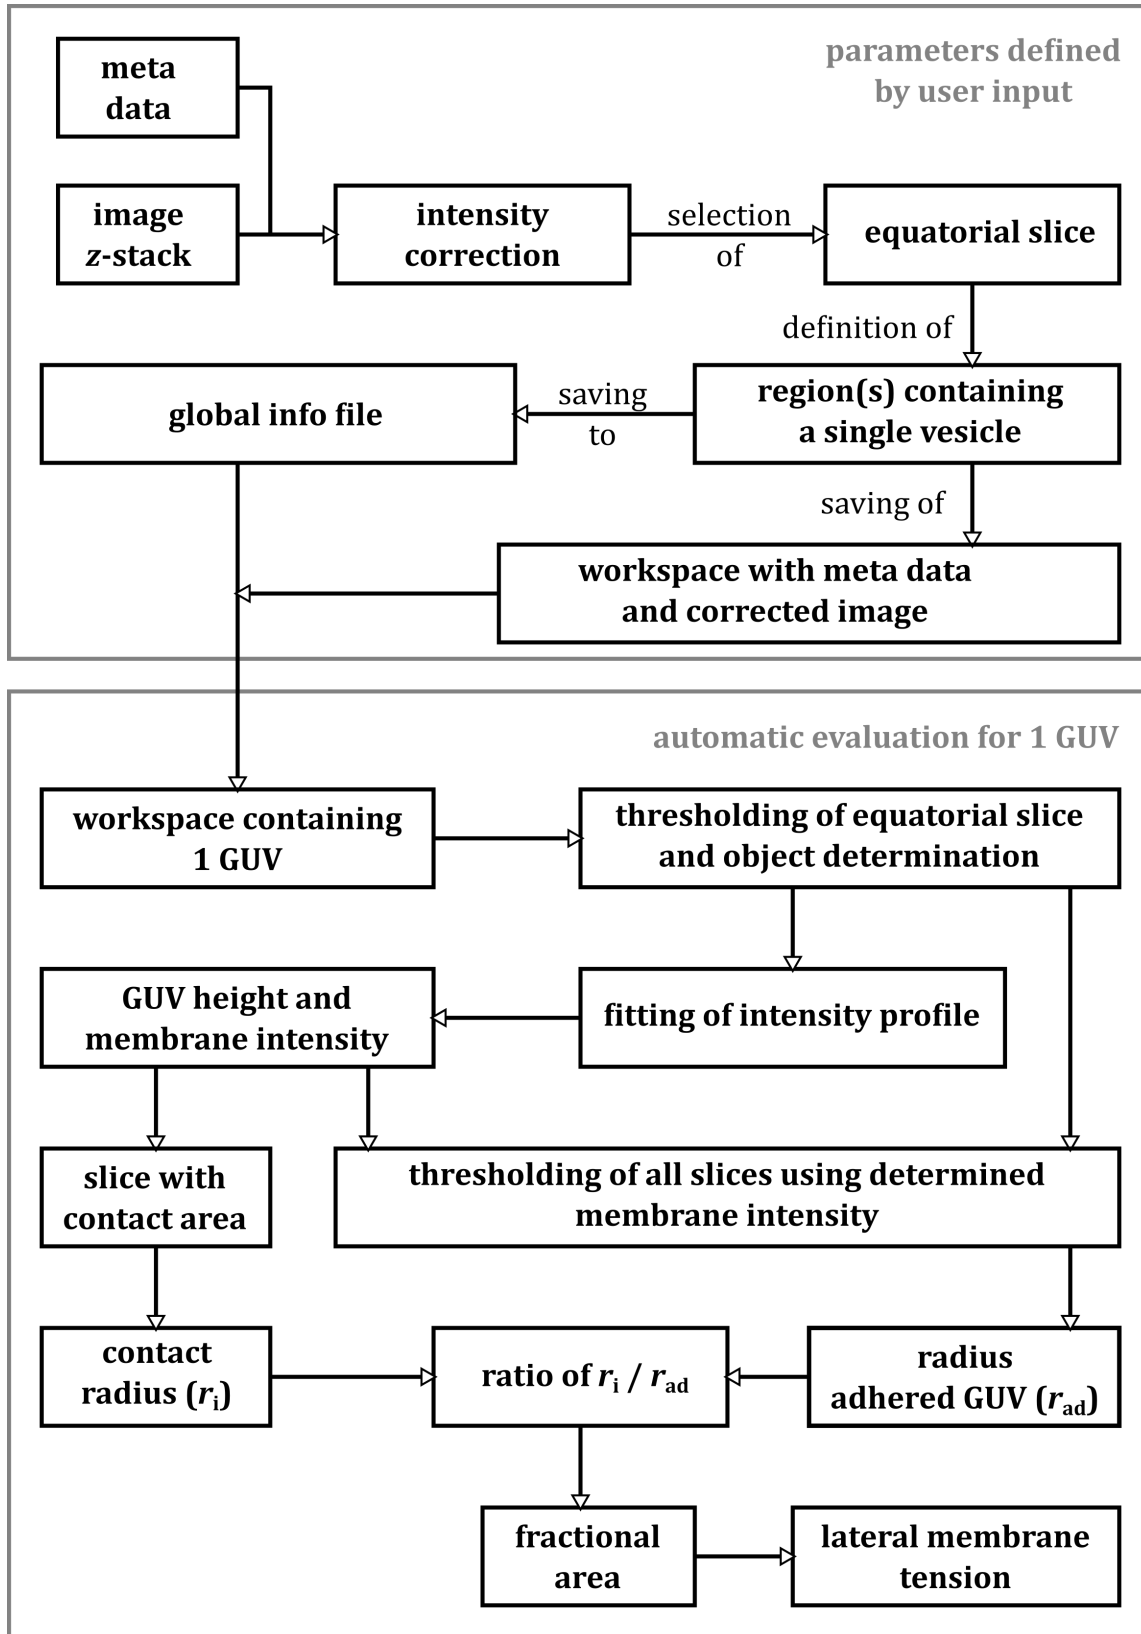 parameters defined
by user input
meta
data
image
z-stack
intensity
correction
selection
of
equatorial slice
definition of
global info file
saving
to
region(s) containing
a single vesicle
saving of
workspace with meta data
and corrected image
automatic evaluation for 1 GUV
workspace containing
1 GUV
thresholding of equatorial slice
and object determination
GUV height and
membrane intensity
fitting of intensity profile
slice with
contact area
thresholding of all slices using determined
membrane intensity
contact
radius (ri)
ratio of ri / rad
radius
adhered GUV (rad)
fractional
area
lateral membrane
tension